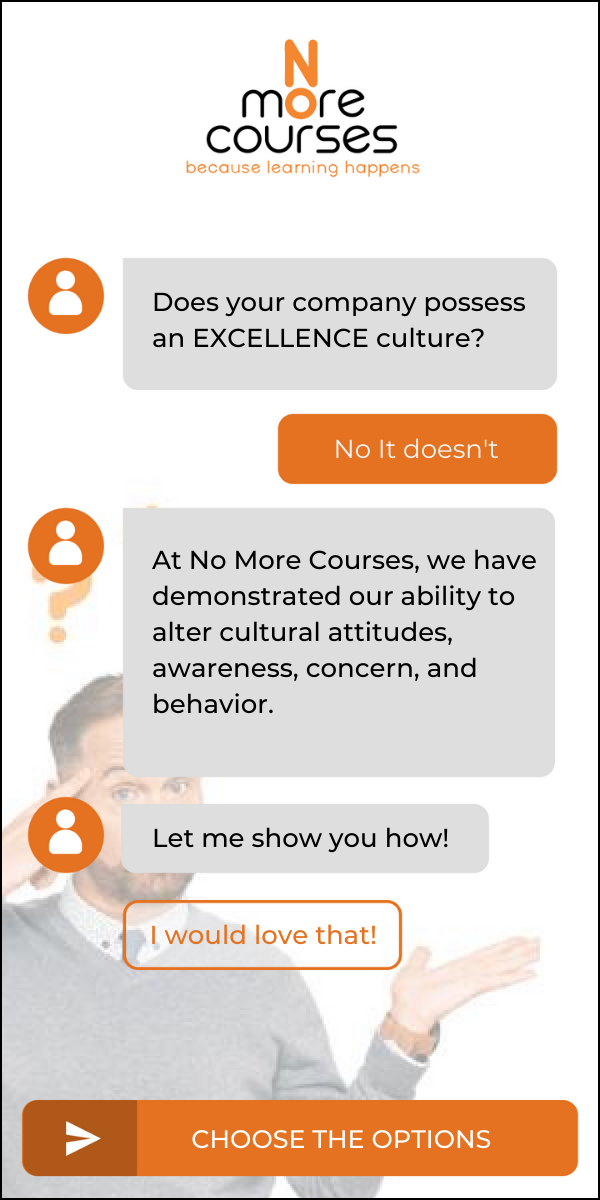 No
more
courses
because learning happens
Does your company possess
an EXCELLENCE culture?
No It doesn't
At No More Courses, we have
demonstrated our ability to
alter cultural attitudes,
awareness, concern, and
behavior.
Let me show you how!
I would love that!
CHOOSE THE OPTIONS